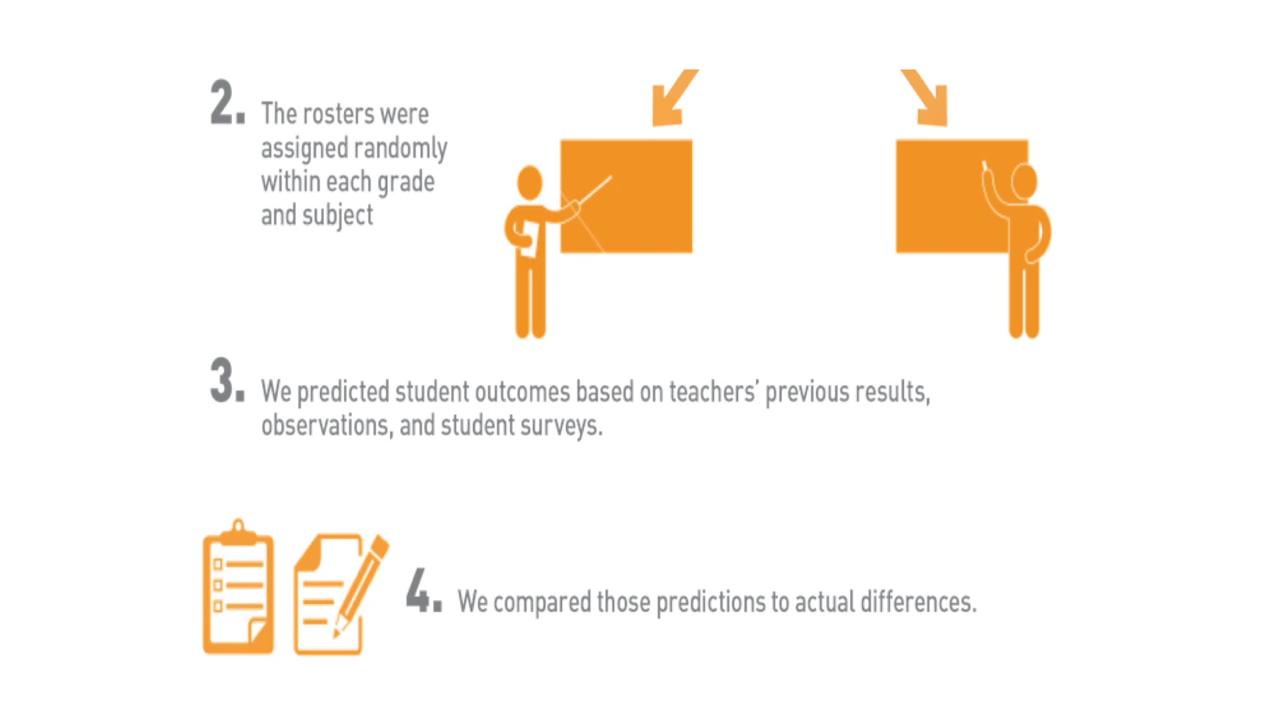 2. The rosters were
assigned randomly
within each grade
and subject
3. We predicted student outcomes based on teachers’ previous results,
observations, and student surveys.
4. We compared those predictions to actual differences.